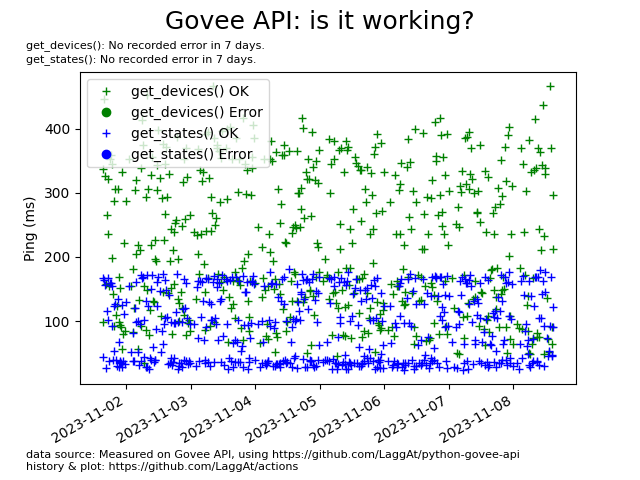 Govee API: is it working?
get_devices(): No recorded error in 7 days.
get_states(): No recorded error in 7 days.
get_devices() OK
get_devices() Error
get_states() OK
get_states() Error
400
300
200
100
Ping (ms)
2023-11-02
2023-11-03
2023-11-04
2023-11-05
2023-11-06
2023-11-07
2023-11-08
data source: Measured on Govee API, using https://github.com/LaggAt/python-govee-api
history & plot: https://github.com/LaggAt/actions